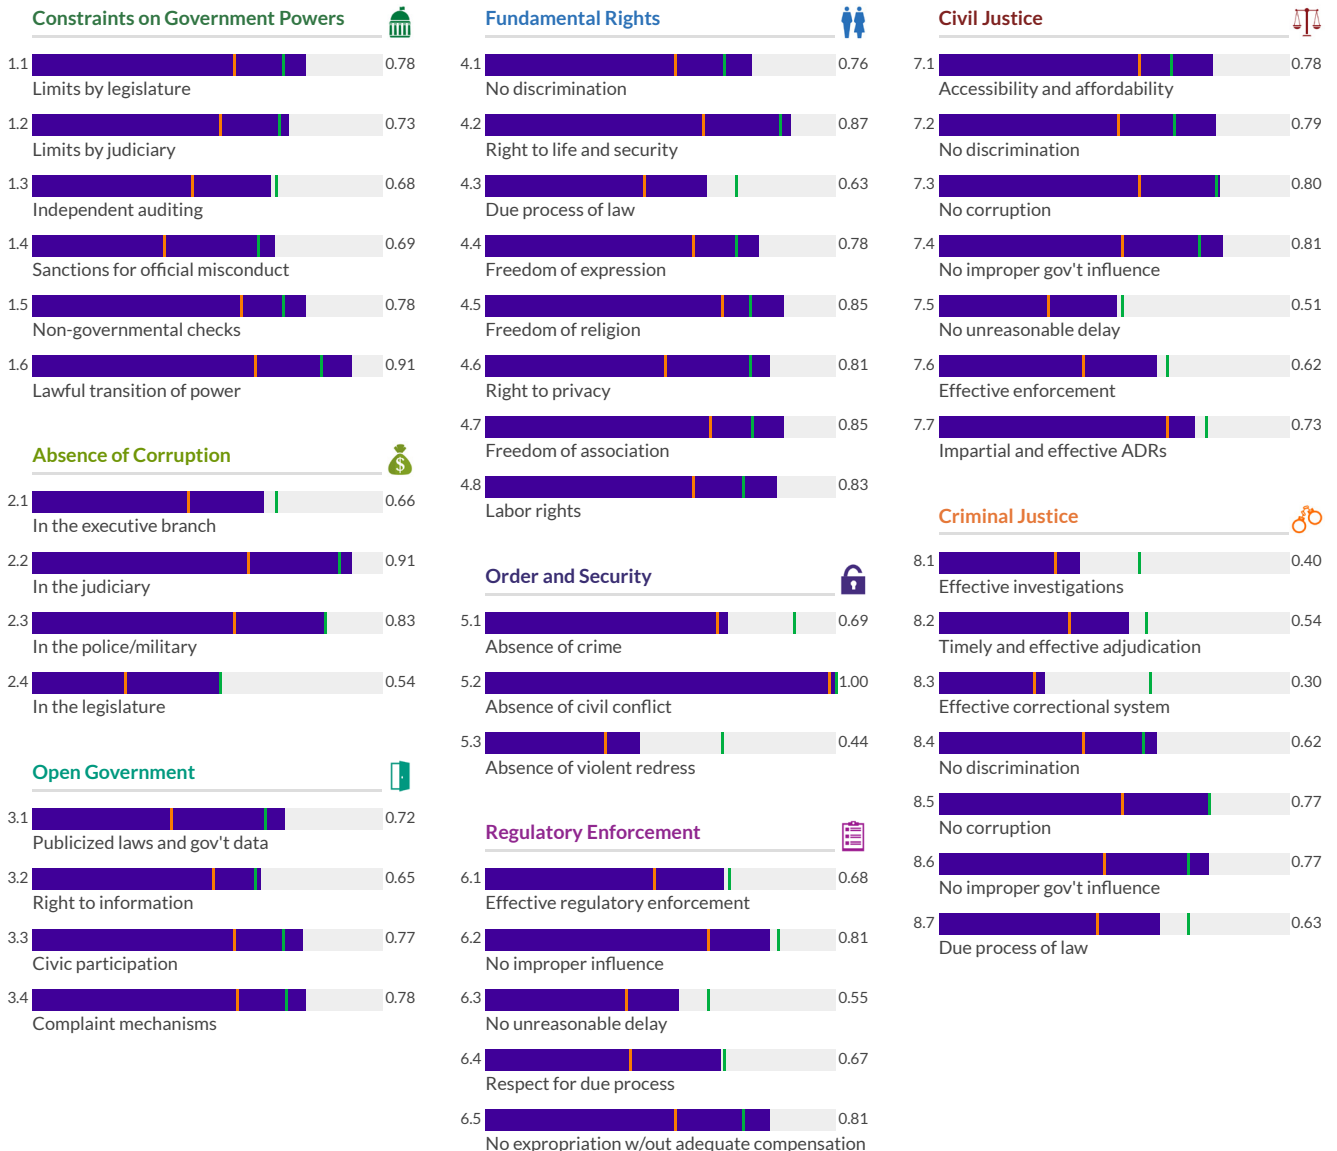 Constraints on Government Powers
1.1 0.78
Limits by legislature
1.2 0.73
Limits by judiciary
1.3 0.68
Independent auditing
1.4 0.69
Sanctions for official misconduct
1.5 0.78
Non-governmental checks
1.6 0.91
Lawful transition of power
Absence of Corruption
$
2.1 0.66
In the executive branch
2.2 0.91
In the judiciary
2.3 0.83
In the police/military
2.4 0.54
In the legislature
Open Government
3.1 0.72
Publicized laws and gov't data
3.2 0.65
Right to information
3.3 0.77
Civic participation
3.4 0.78
Complaint mechanisms
Fundamental Rights
4.1 0.76
No discrimination
4.2 0.87
Right to life and security
4.3 0.63
Due process of law
4.4 0.78
Freedom of expression
4.5 0.85
Freedom of religion
4.6 0.81
Right to privacy
4.7 0.85
Freedom of association
4.8 0.83
Labor rights
Order and Security
5.1 0.69
Absence of crime
5.2 1.00
Absence of civil conflict
5.3 0.44
Absence of violent redress
Regulatory Enforcement
6.1 0.68
Effective regulatory enforcement
6.2 0.81
No improper influence
6.3 0.55
No unreasonable delay
6.4 0.67
Respect for due process
6.5 0.81
No expropriation w/out adequate compensation
Civil Justice
7.1 0.78
Accessibility and affordability
7.2 0.79
No discrimination
7.3 0.80
No corruption
7.4 0.81
No improper gov't influence
7.5 0.51
No unreasonable delay
7.6 0.62
Effective enforcement
7.7 0.73
Impartial and effective ADRs
Criminal Justice
8.1 0.40
Effective investigations
8.2 0.54
Timely and effective adjudication
8.3 0.30
Effective correctional system
8.4 0.62
No discrimination
8.5 0.77
No corruption
8.6 0.77
No improper gov't influence
8.7 0.63
Due process of law